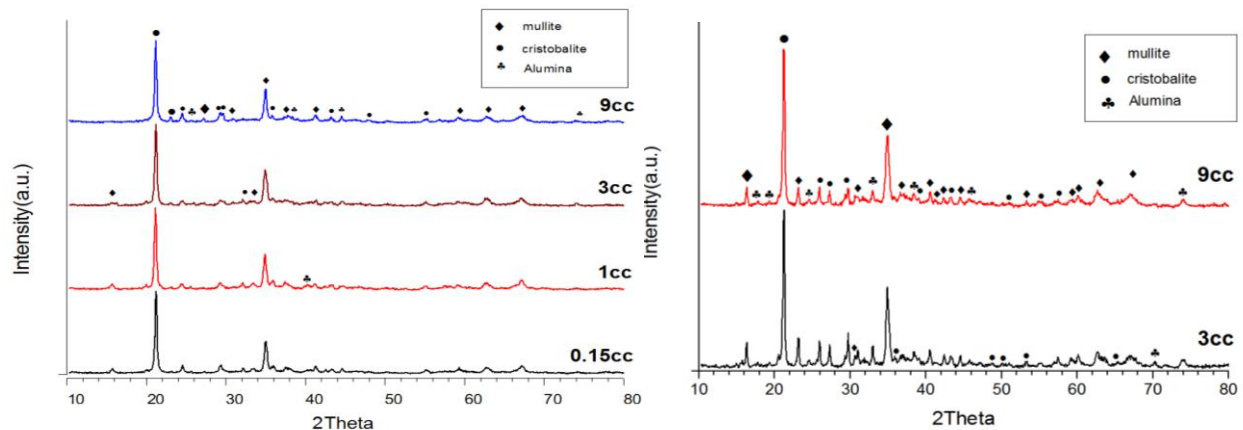 mullite
cristobalite
Alumina
9cc
3cc
1cc
0.15cc
Intensity(a.u.)
10 20 30 40 50 60 70 80
2Theta
mullite
cristobalite
Alumina
9cc
3cc
Intensity(a.u.)
10 20 30 40 50 60 70 80
2Theta